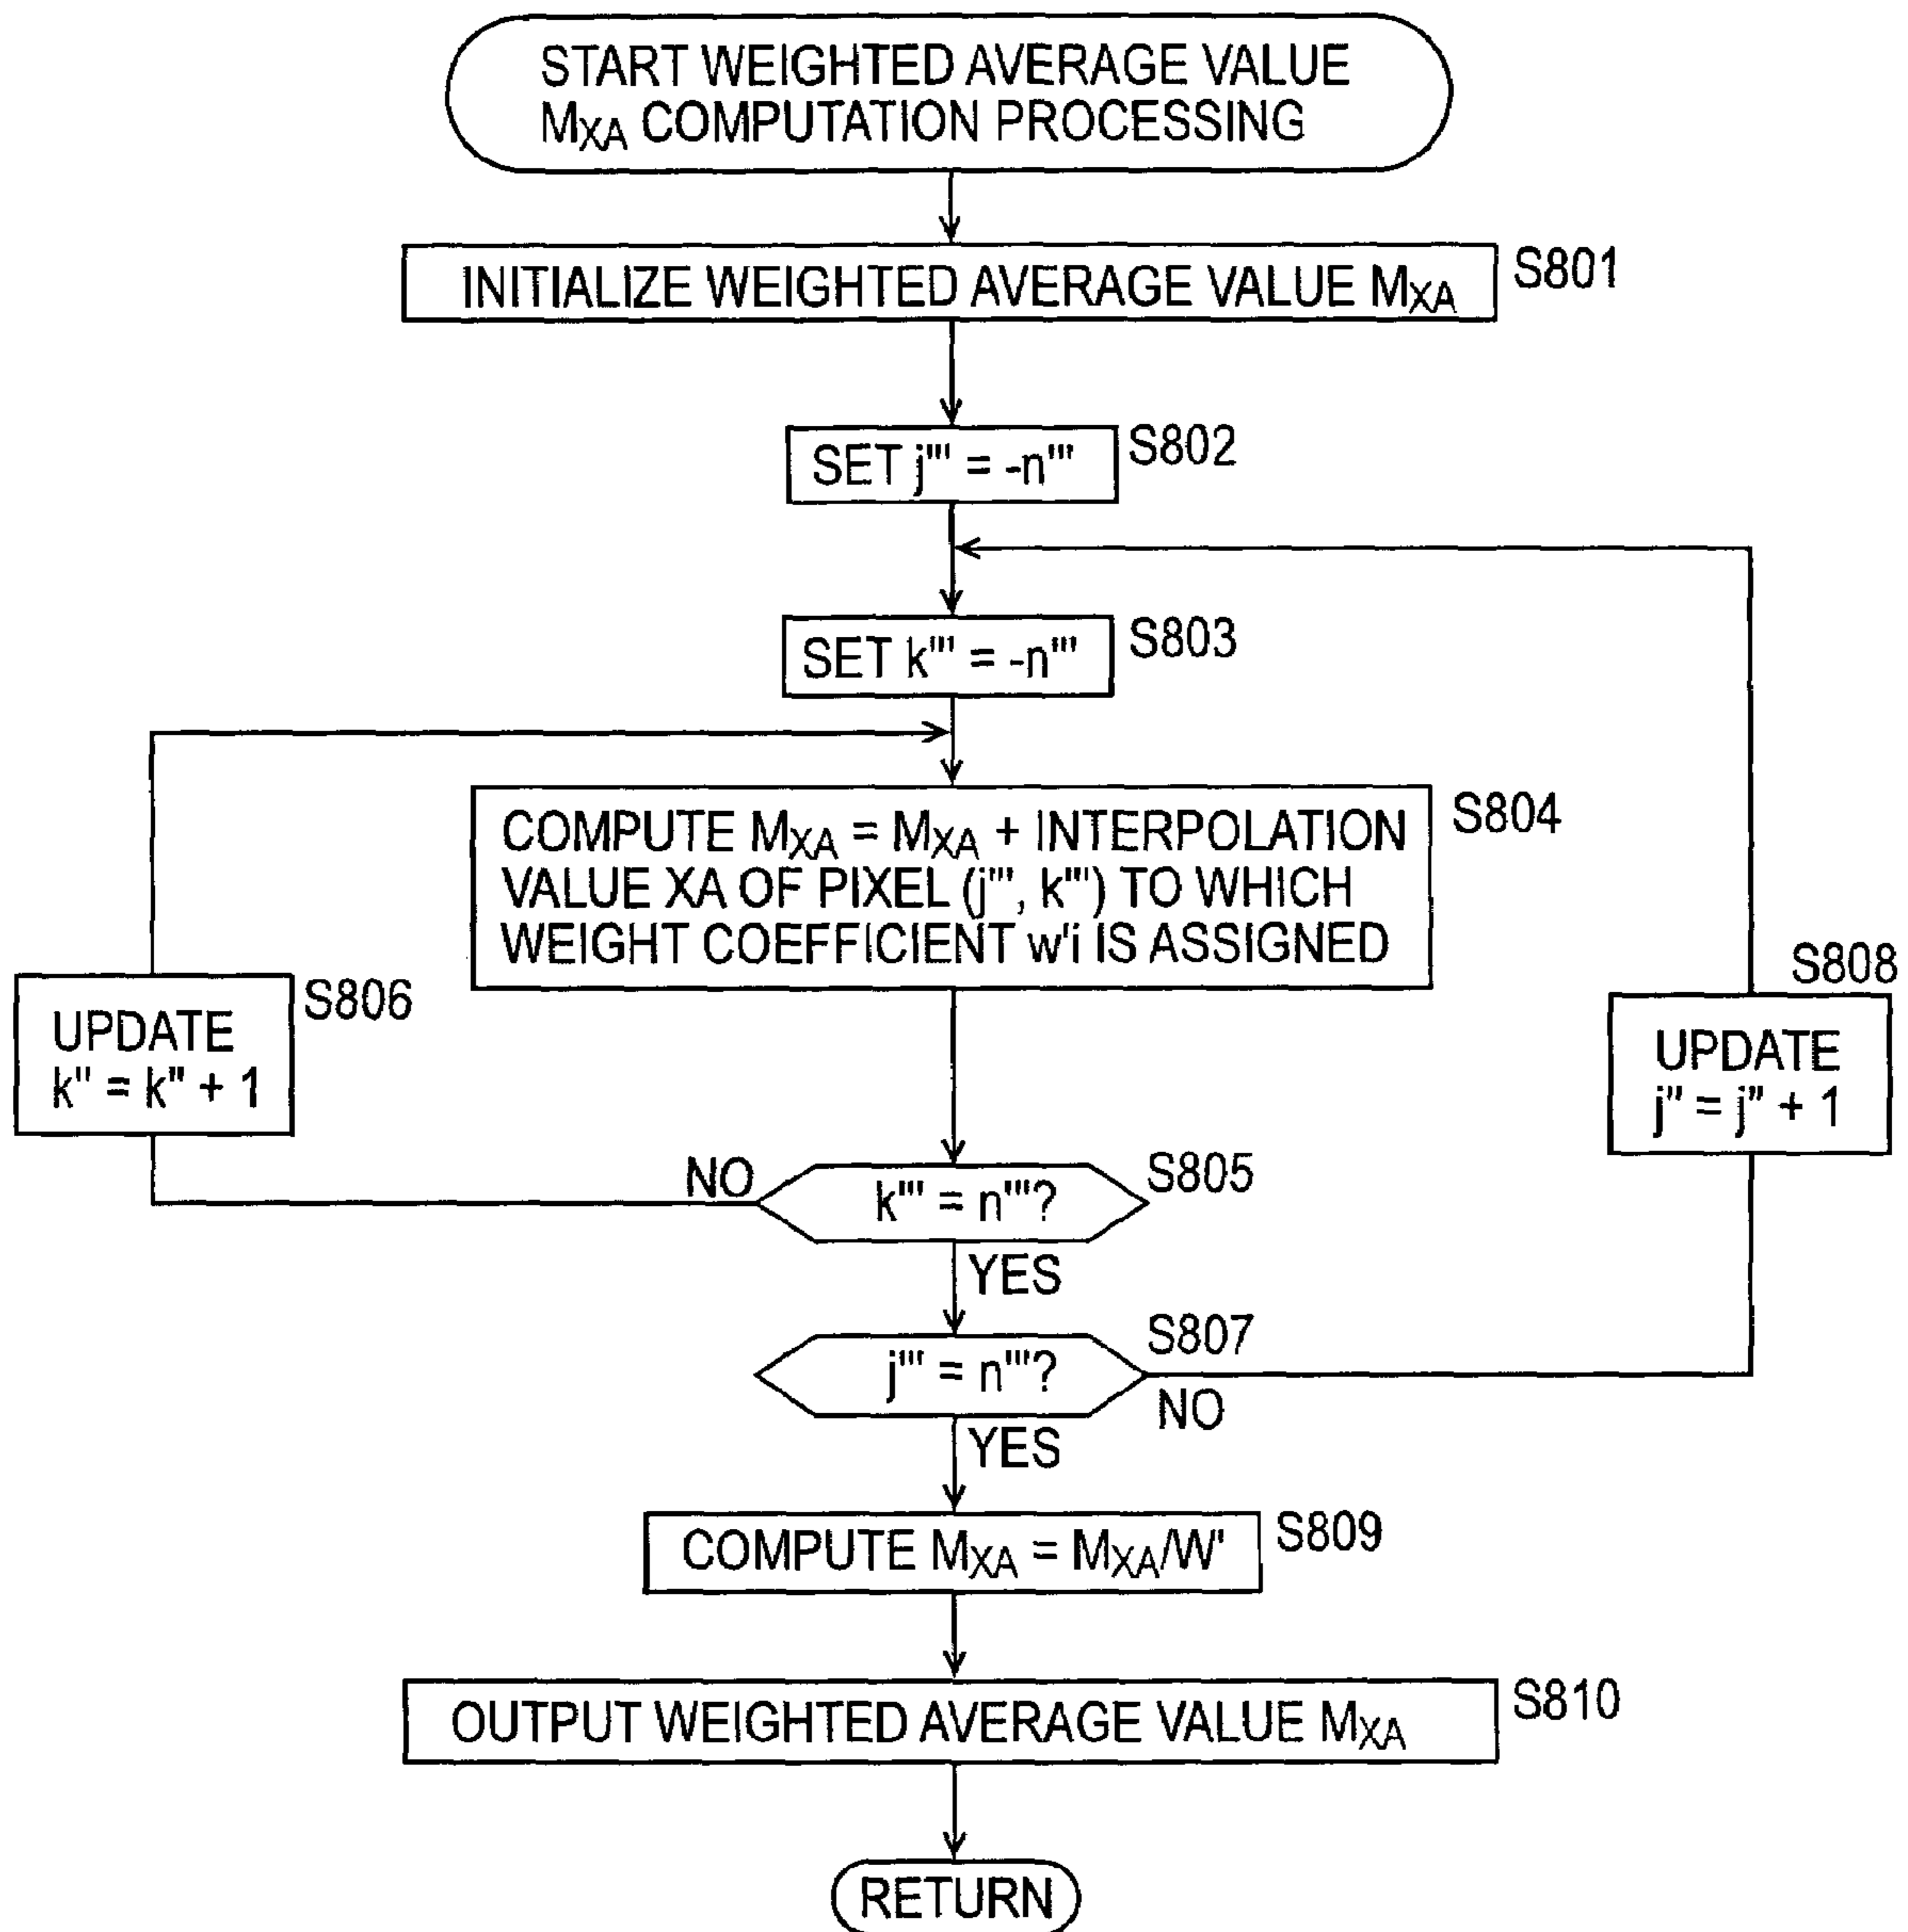 START WEIGHTED AVERAGE VALUE
MXA COMPUTATION PROCESSING
INITIALIZE WEIGHTED AVERAGE VALUE MXA
S801
SET j''' = -n'''
S802
SET k''' = -n'''
S803
COMPUTE MXA = MXA + INTERPOLATION
VALUE XA OF PIXEL (j''', k''') TO WHICH
WEIGHT COEFFICIENT w'i IS ASSIGNED
S804
UPDATE
k'' = k'' + 1
S806
UPDATE
j'' = j'' + 1
S808
NO
k''' = n'''?
S805
YES
j''' = n'''?
S807
NO
YES
COMPUTE MXA = MXA/W'
S809
OUTPUT WEIGHTED AVERAGE VALUE MXA
S810
RETURN